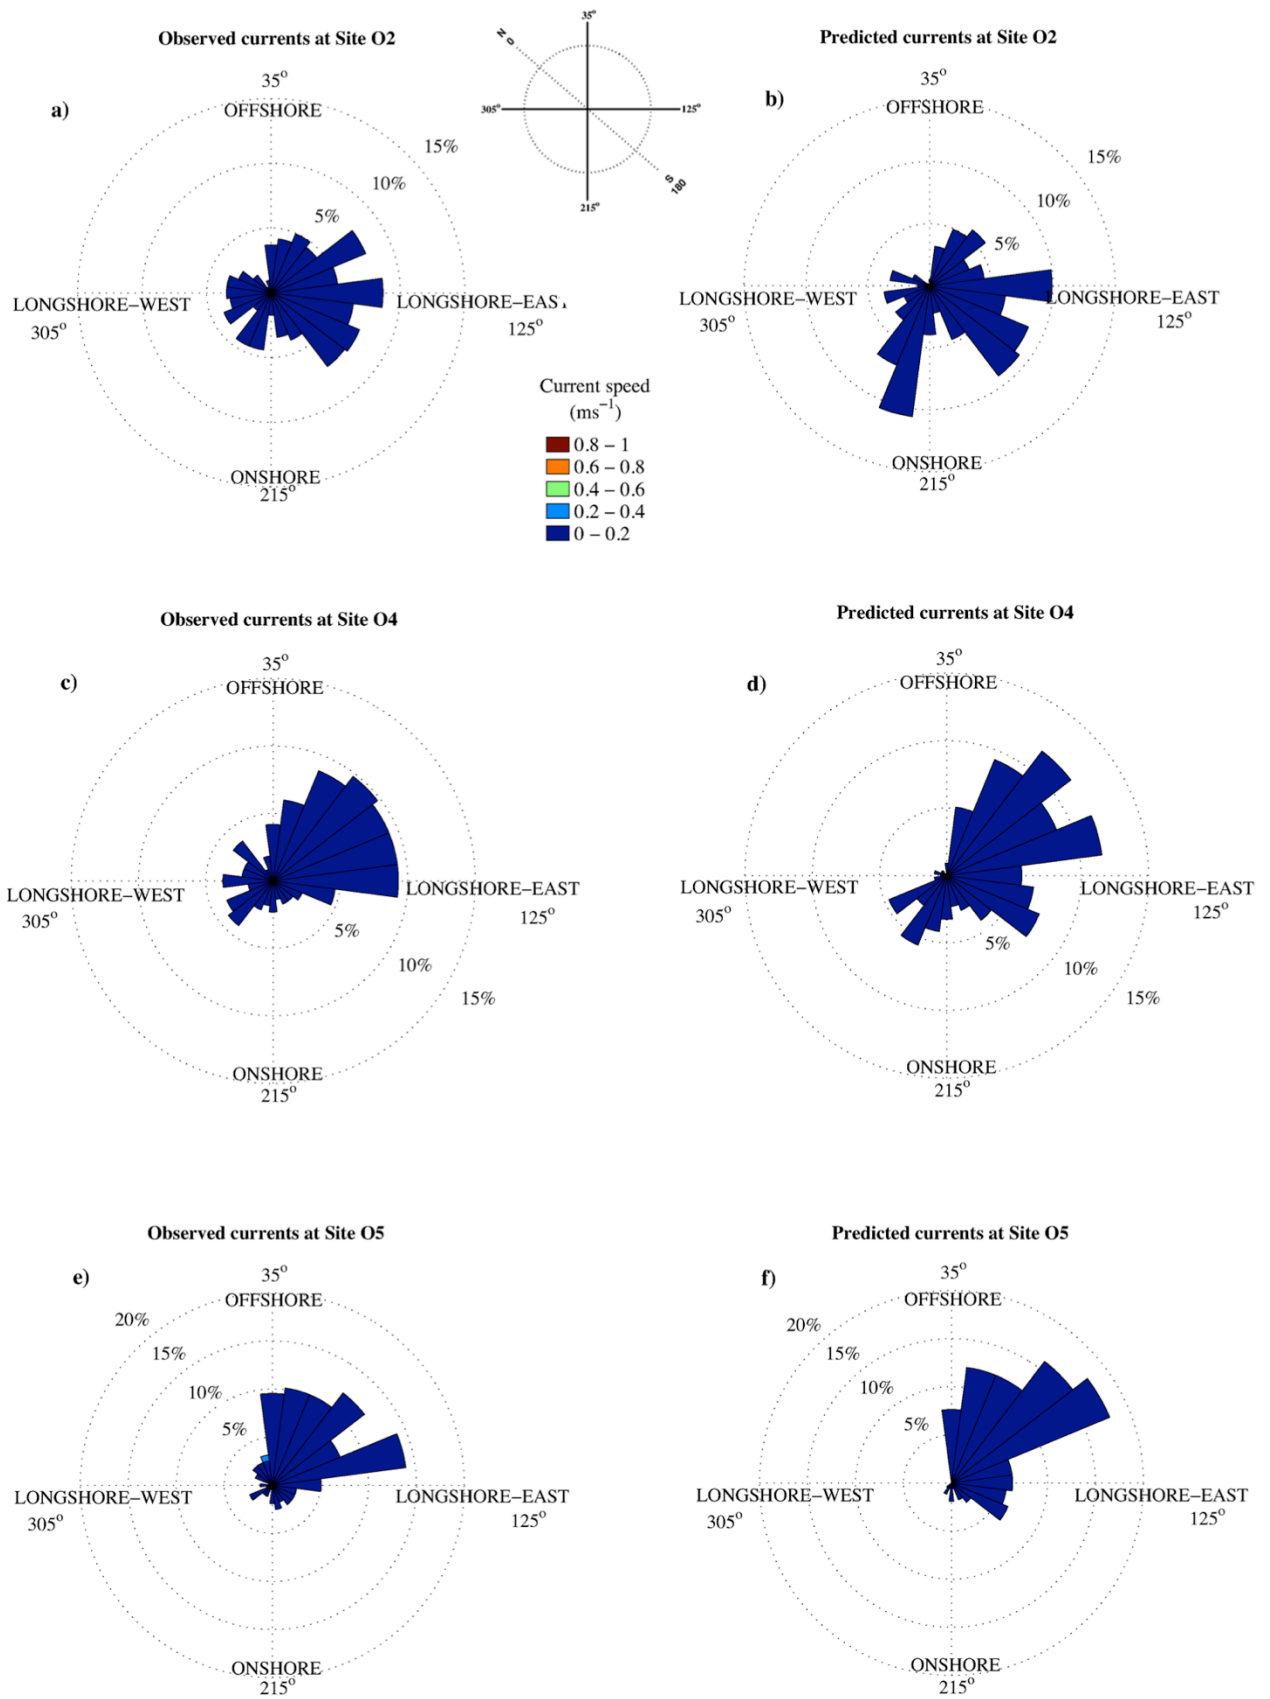 Observed currents at Site O2
35°
Predicted currents at Site O2
N
0
a)
35°
OFFSHORE
305°
125°
b)
35°
OFFSHORE
15%
10%
5%
S
180
215°
15%
10%
5%
LONGSHORE–WEST
305°
LONGSHORE–EAS
125°
LONGSHORE–WEST
305°
LONGSHORE–EAST
125°
Current speed
(ms⁻¹)
0.8 – 1
0.6 – 0.8
0.4 – 0.6
0.2 – 0.4
0 – 0.2
ONSHORE
215°
ONSHORE
215°
Observed currents at Site O4
Predicted currents at Site O4
c)
35°
OFFSHORE
d)
35°
OFFSHORE
LONGSHORE–WEST
305°
LONGSHORE–EAST
125°
5%
10%
15%
LONGSHORE–WEST
305°
LONGSHORE–EAST
125°
5%
10%
15%
ONSHORE
215°
ONSHORE
215°
Observed currents at Site O5
Predicted currents at Site O5
e)
35°
OFFSHORE
20%
15%
10%
5%
f)
35°
OFFSHORE
20%
15%
10%
5%
LONGSHORE–WEST
305°
LONGSHORE–EAST
125°
LONGSHORE–WEST
305°
LONGSHORE–EAST
125°
ONSHORE
215°
ONSHORE
215°